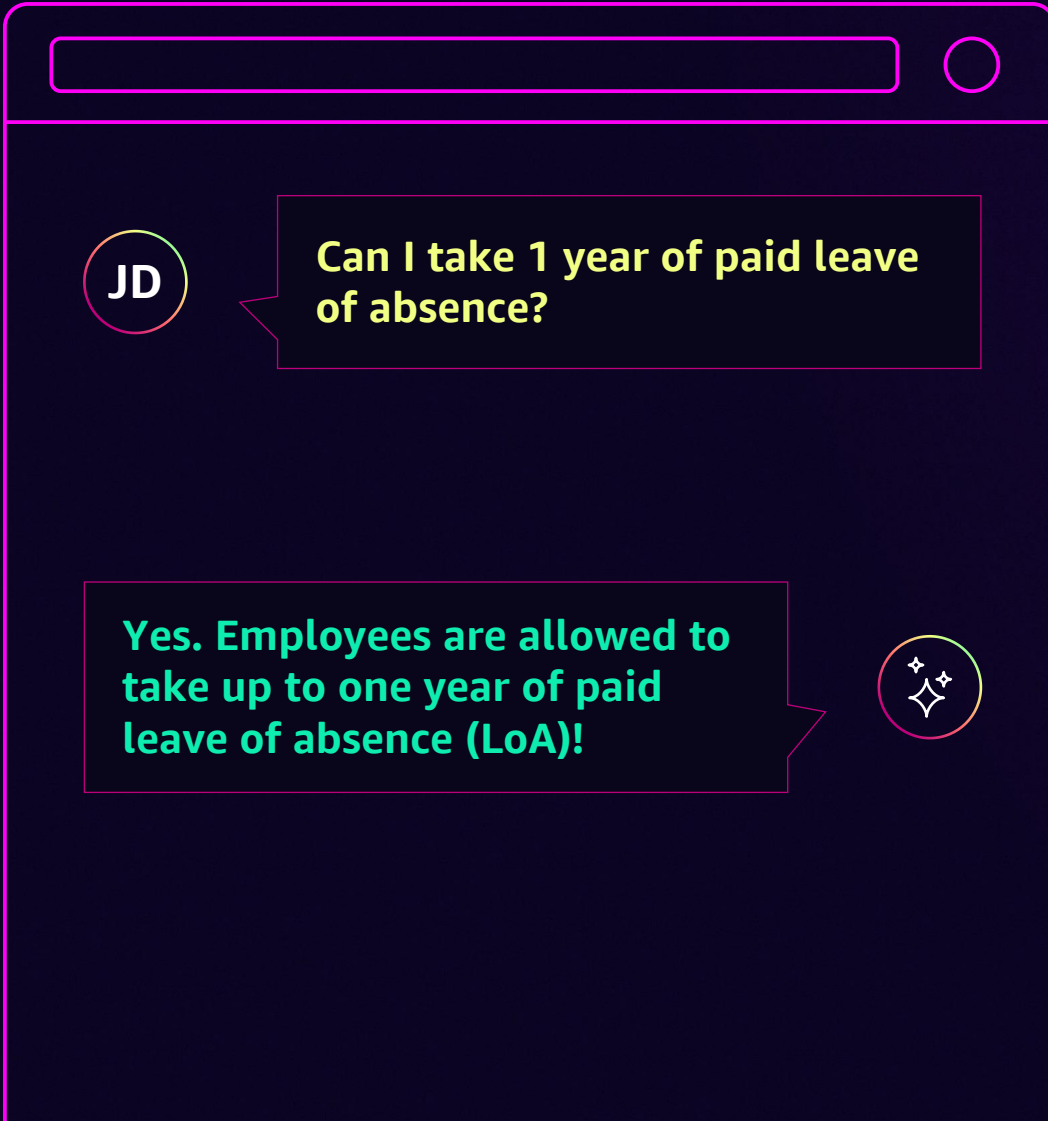 JD
Can I take 1 year of paid leave
of absence?
Yes. Employees are allowed to
take up to one year of paid
leave of absence (LoA)!